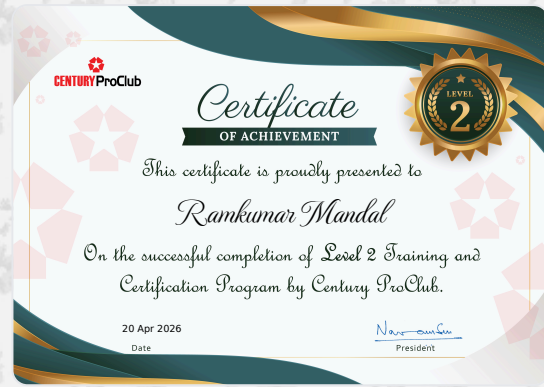 CENTURY ProClub
LEVEL
2
Certificate
OF ACHIEVEMENT
This certificate is proudly presented to
Ramkumar Mandal
On the successful completion of Level 2 Training and
Certification Program by Century ProClub.
20 Apr 2026
Date
President